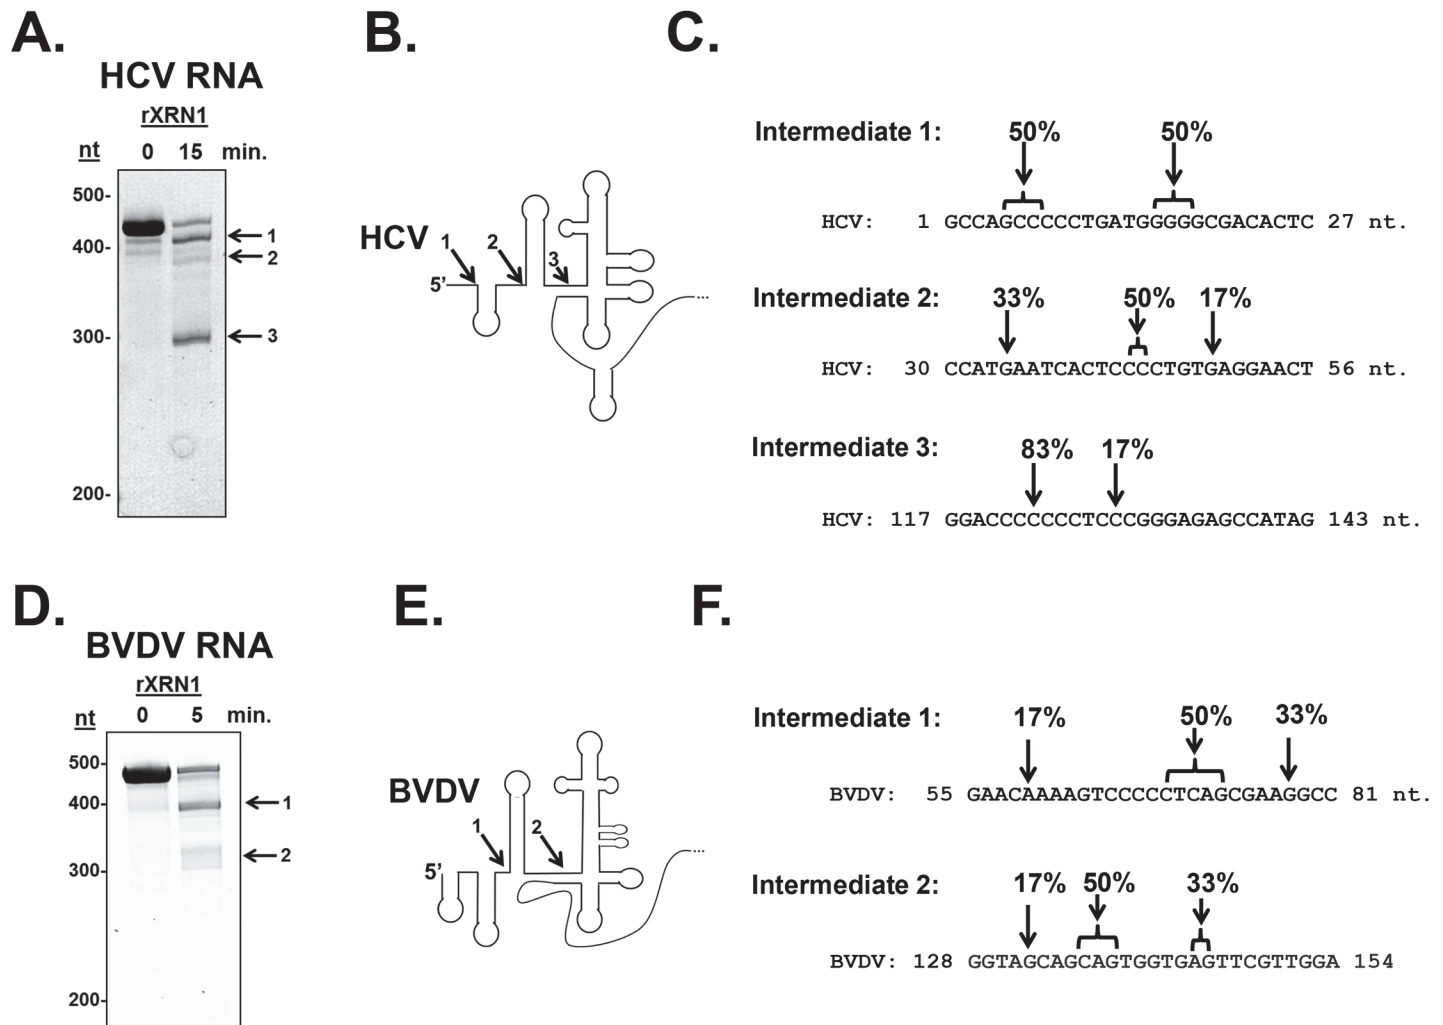 A.
HCV RNA
rXRN1
nt 0 15 min.
500-
400-
300-
200-
1
2
3
B.
HCV
1 2 3
5’
...
C.
Intermediate 1: 50% 50%
HCV: 1 GCCAGCCCCCTGATGGGGGCGACACTC 27 nt.
Intermediate 2: 33% 50% 17%
HCV: 30 CCATGAATCACTCCCCTGTGAGGAACT 56 nt.
Intermediate 3: 83% 17%
HCV: 117 GGACCCCCCCTCCCGGGAGAGCCATAG 143 nt.
D.
BVDV RNA
rXRN1
nt 0 5 min.
500-
400-
300-
200-
1
2
E.
BVDV
1 2
5’
...
F.
Intermediate 1: 17% 50% 33%
BVDV: 55 GAACAAAAGTCCCCCTCAGCGAAGGCC 81 nt.
Intermediate 2: 17% 50% 33%
BVDV: 128 GGTAGCAGCAGTGGTGAGTTCGTTGGA 154